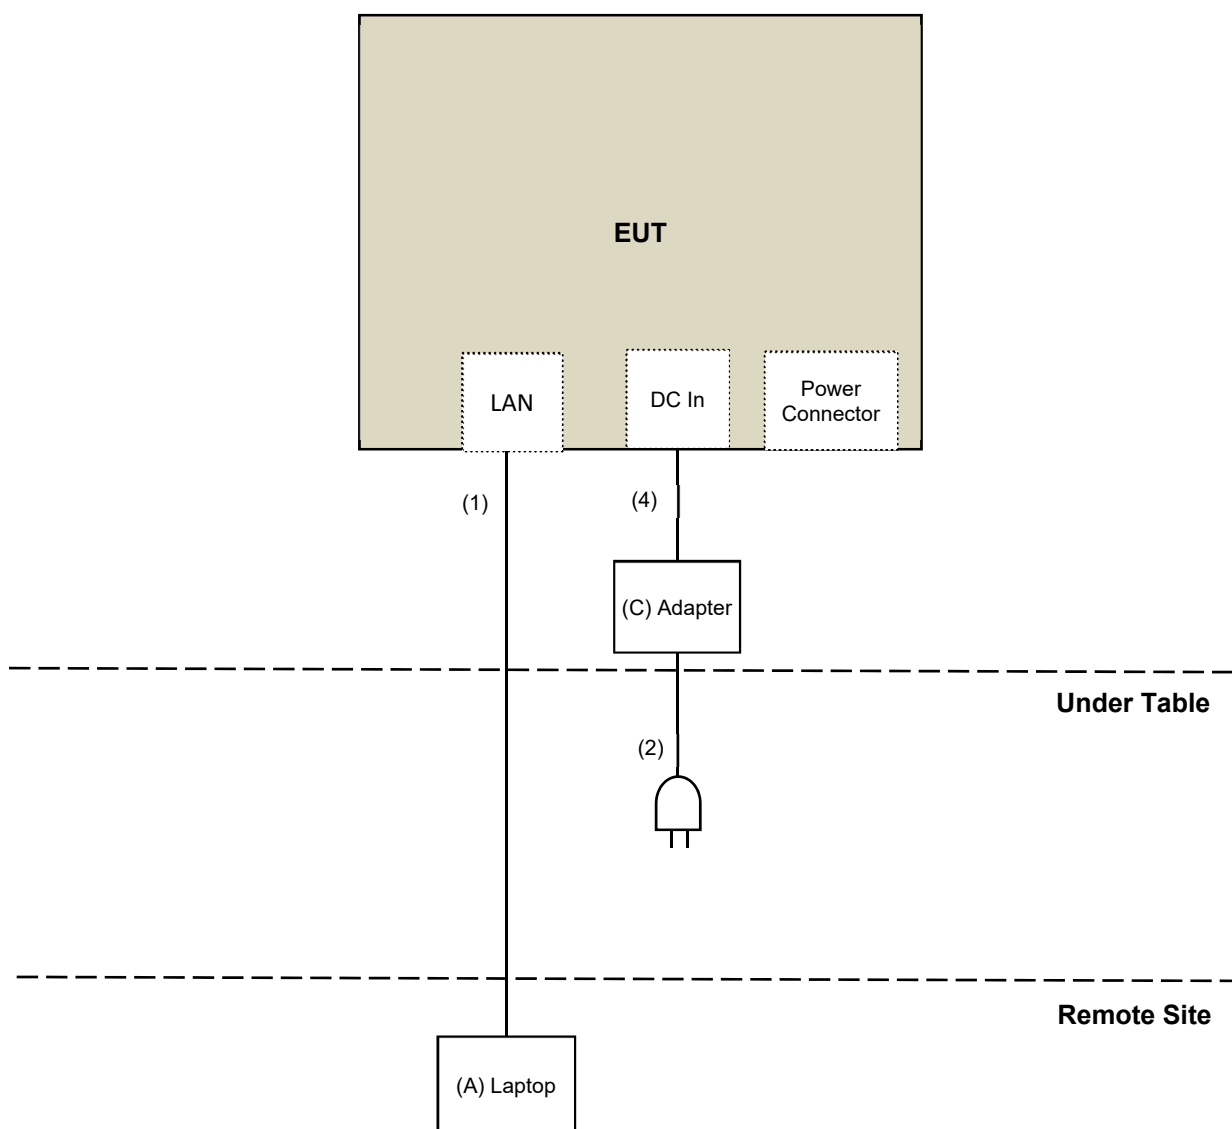 EUT
LAN
DC In
Power
Connector
(1)
(4)
(C) Adapter
Under Table
(2)
Remote Site
(A) Laptop